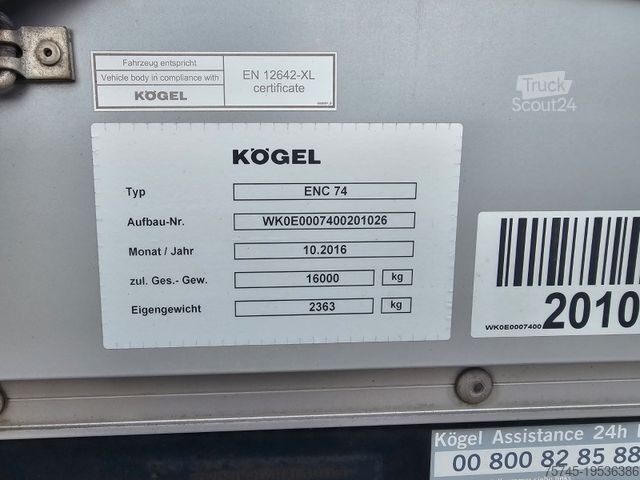 Fahrzeug entspricht
Vehicle body in compliance with
KÖGEL
EN 12642-XL
certificate
Truck
Scout24
KÖGEL
Typ ENC 74
Aufbau-Nr. WK0E0007400201026
Monat / Jahr 10.2016
zul. Ges.- Gew. 16000 kg
Eigengewicht 2363 kg
WK0E0007400
2010
Kögel Assistance 24h
00 800 82 85 88
75745-19536386